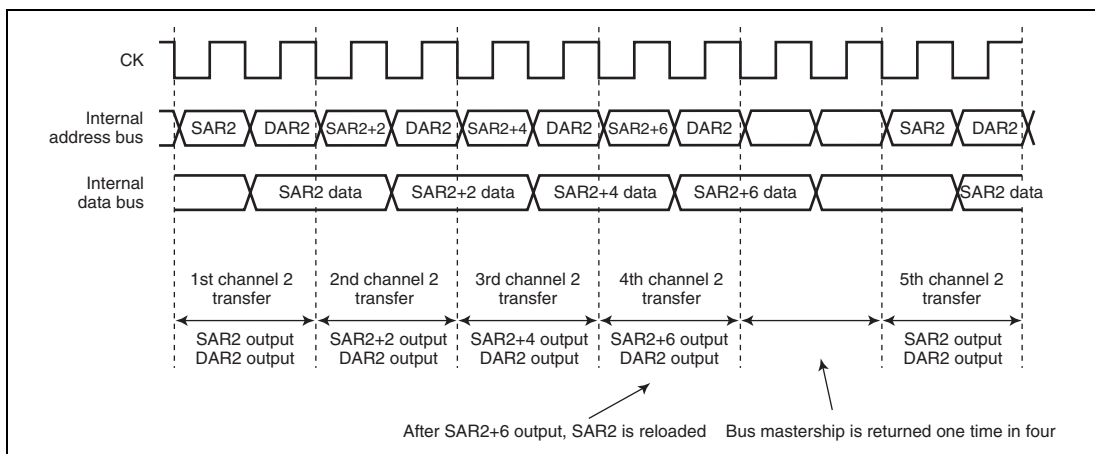 CK
Internal
address bus
SAR2 DAR2 SAR2+2 DAR2 SAR2+4 DAR2 SAR2+6 DAR2 SAR2 DAR2
Internal
data bus
SAR2 data SAR2+2 data SAR2+4 data SAR2+6 data SAR2 data
1st channel 2
transfer
2nd channel 2
transfer
3rd channel 2
transfer
4th channel 2
transfer
5th channel 2
transfer
SAR2 output
DAR2 output
SAR2+2 output
DAR2 output
SAR2+4 output
DAR2 output
SAR2+6 output
DAR2 output
SAR2 output
DAR2 output
After SAR2+6 output, SAR2 is reloaded
Bus mastership is returned one time in four